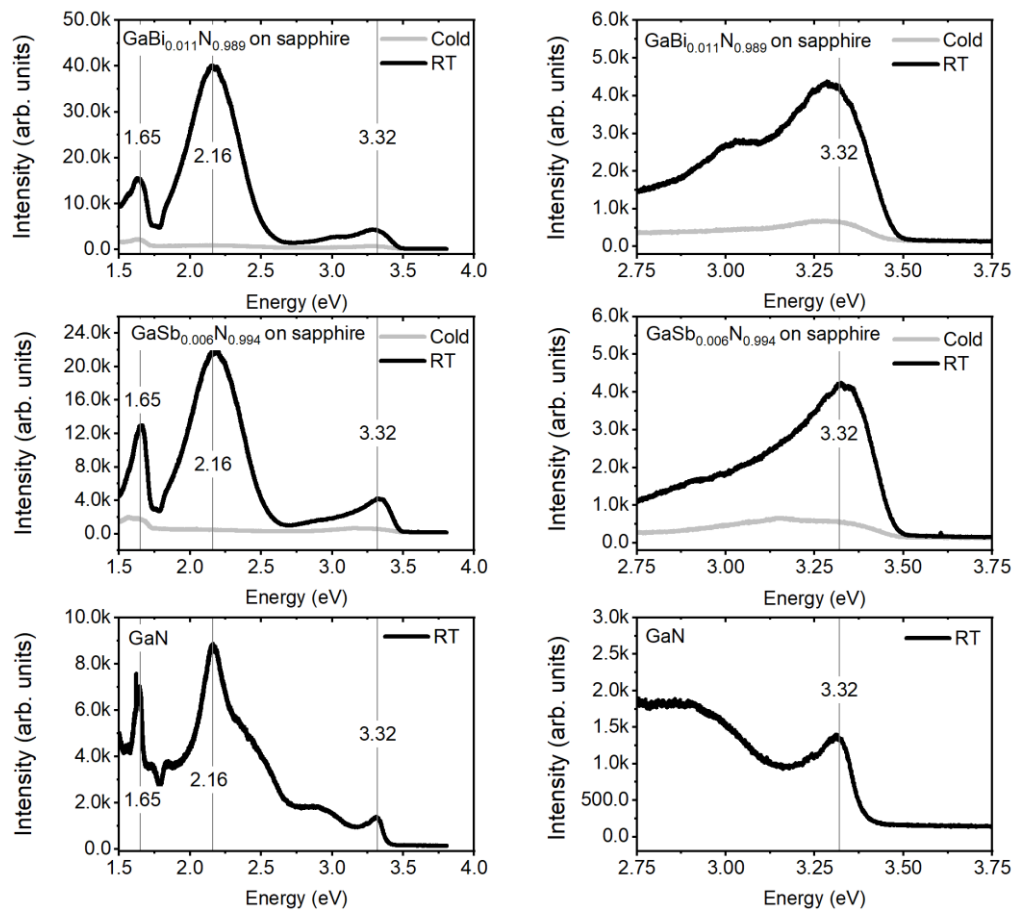 GaBi0.011N0.989 on sapphire
Cold
RT
1.65
2.16
3.32
50.0k
40.0k
30.0k
20.0k
10.0k
0.0
1.5 2.0 2.5 3.0 3.5 4.0
Energy (eV)
Intensity (arb. units)
GaBi0.011N0.989 on sapphire
Cold
RT
3.32
6.0k
5.0k
4.0k
3.0k
2.0k
1.0k
0.0
2.75 3.00 3.25 3.50 3.75
Energy (eV)
Intensity (arb. units)
GaSb0.006N0.994 on sapphire
Cold
RT
1.65
2.16
3.32
24.0k
20.0k
16.0k
12.0k
8.0k
4.0k
0.0
1.5 2.0 2.5 3.0 3.5 4.0
Energy (eV)
Intensity (arb. units)
GaSb0.006N0.994 on sapphire
Cold
RT
3.32
6.0k
5.0k
4.0k
3.0k
2.0k
1.0k
0.0
2.75 3.00 3.25 3.50 3.75
Energy (eV)
Intensity (arb. units)
GaN
RT
3.32
2.16
1.65
10.0k
8.0k
6.0k
4.0k
2.0k
0.0
1.5 2.0 2.5 3.0 3.5 4.0
Energy (eV)
Intensity (arb. units)
GaN
RT
3.32
3.0k
2.5k
2.0k
1.5k
1.0k
500.0
0.0
2.75 3.00 3.25 3.50 3.75
Energy (eV)
Intensity (arb. units)